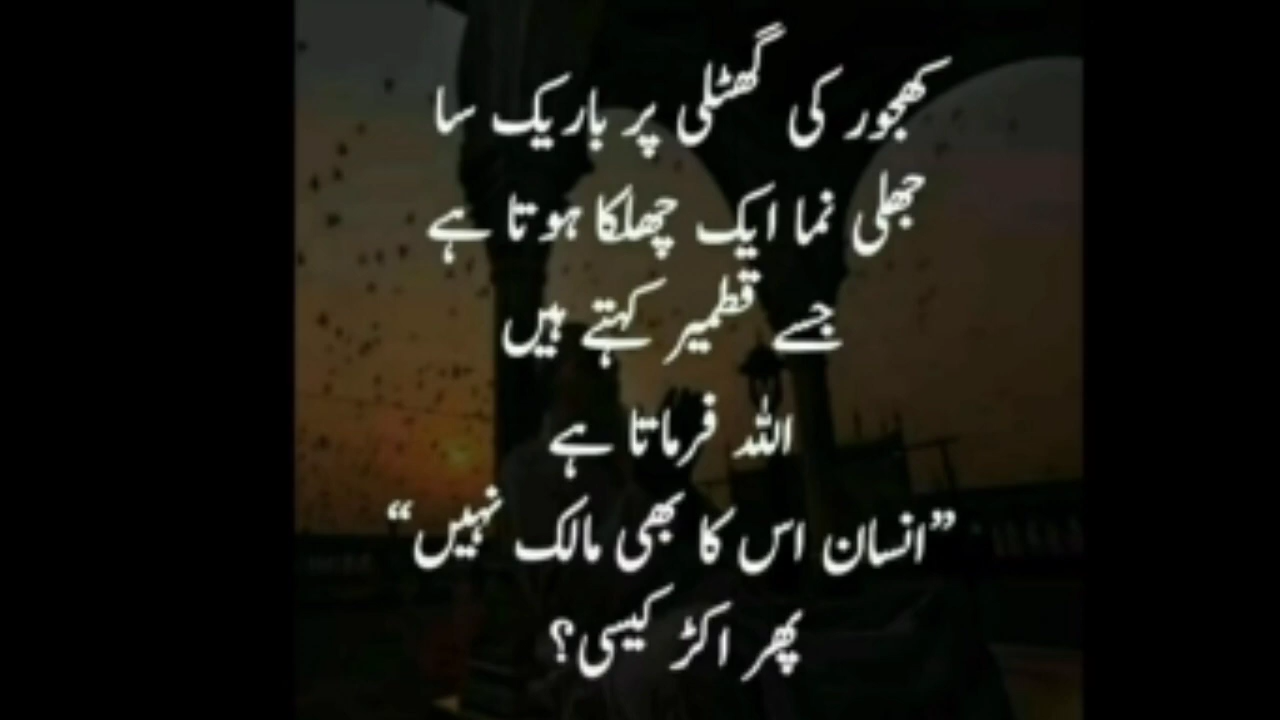 کھجور کی گھٹلی پر باریک سا
جھلی نما ایک چھلکا ہوتا ہے
جسے قطمیر کہتے ہیں
اللہ فرماتا ہے
”انسان اس کا بھی مالک نہیں“
پھر اکڑ کیسی؟